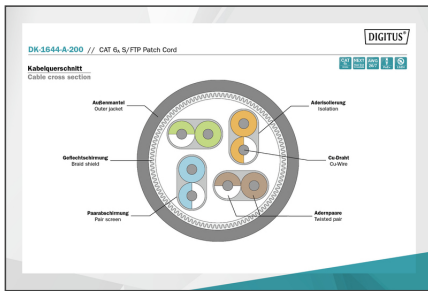 DIGITUS®
DK-1644-A-200 // CAT 6A S/FTP Patch Cord
Kabelquerschnitt
Cable cross section
Außenmantel
Outer jacket
Aderisolierung
Isolation
Geflechtschirmung
Braid shield
Cu-Draht
Cu-Wire
Paarabschirmung
Pair screen
Adernpaare
Twisted pair